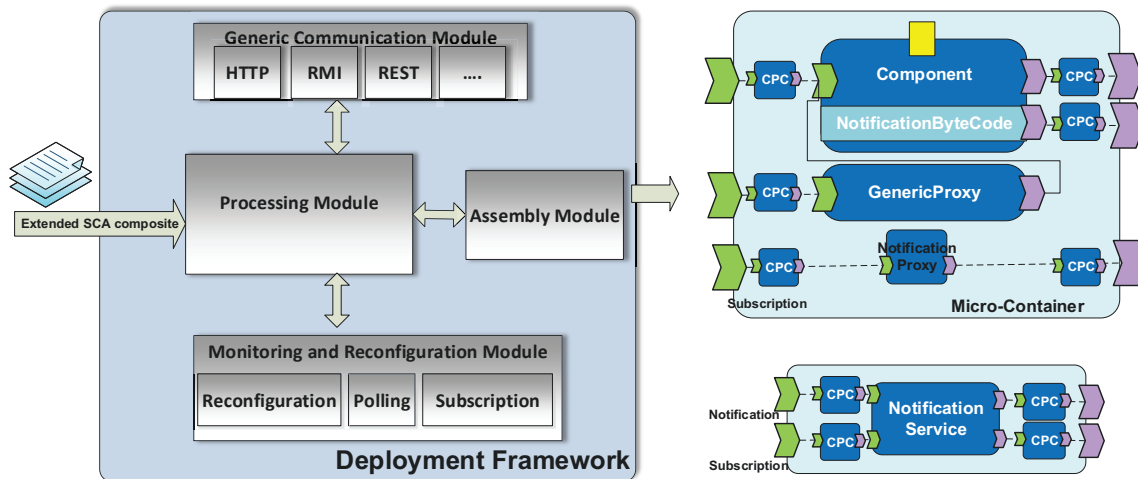 Generic Communication Module
HTTP
RMI
REST
....
Extended SCA composite
Processing Module
Assembly Module
Monitoring and Reconfiguration Module
Reconfiguration
Polling
Subscription
Deployment Framework
CPC
Component
CPC
NotificationByteCode
CPC
CPC
GenericProxy
CPC
Notification
Proxy
CPC
Subscription
Micro-Container
Notification
CPC
Notification
Service
CPC
Subscription
CPC
CPC